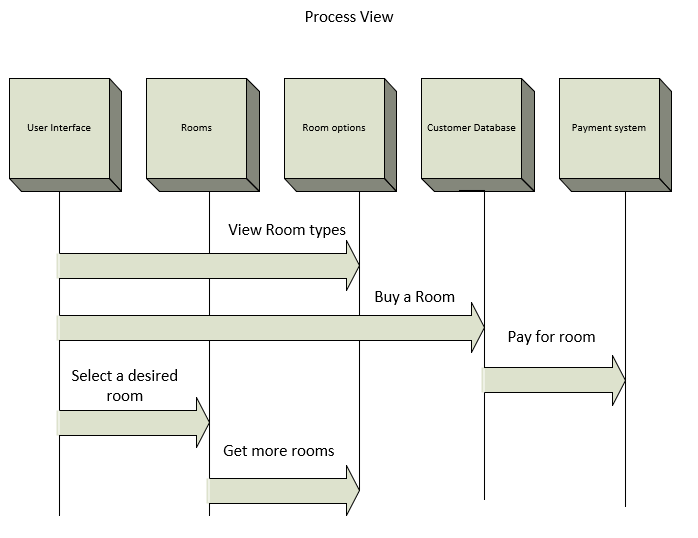 Process View
User Interface
Rooms
Room options
Customer Database
Payment system
View Room types
Buy a Room
Pay for room
Select a desired
room
Get more rooms